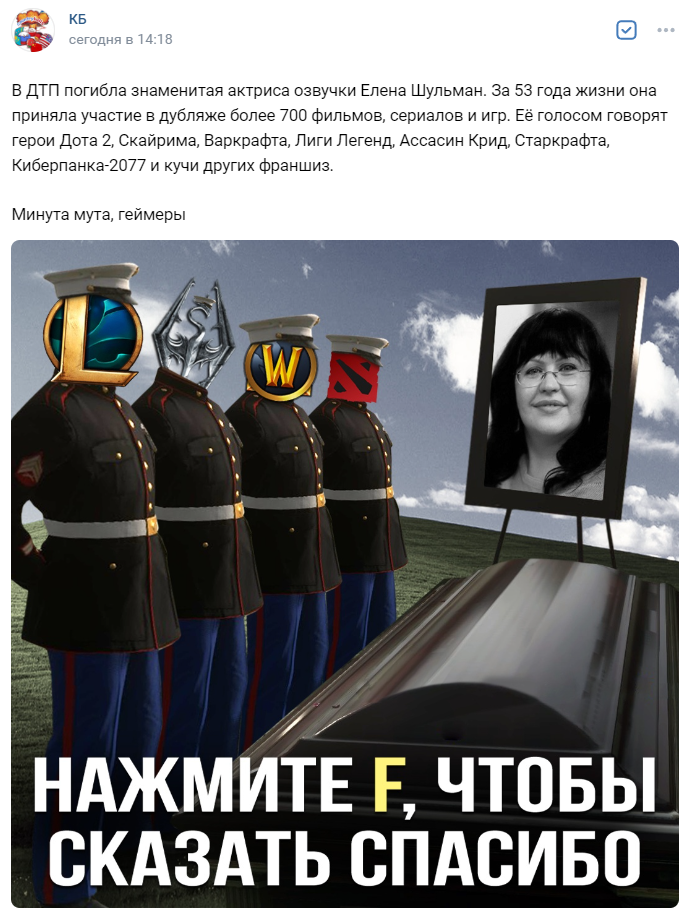 КБ
сегодня в 14:18
В ДТП погибла знаменитая актриса озвучки Елена Шульман. За 53 года жизни она
приняла участие в дубляже более 700 фильмов, сериалов и игр. Её голосом говорят
герои Дота 2, Скайрима, Варкрафта, Лиги Легенд, Ассасин Крид, Старкрафта,
Киберпанка-2077 и кучи других франшиз.
Минута мута, геймеры
L
S
W
НАЖМИТЕ F, ЧТОБЫ
СКАЗАТЬ СПАСИБО